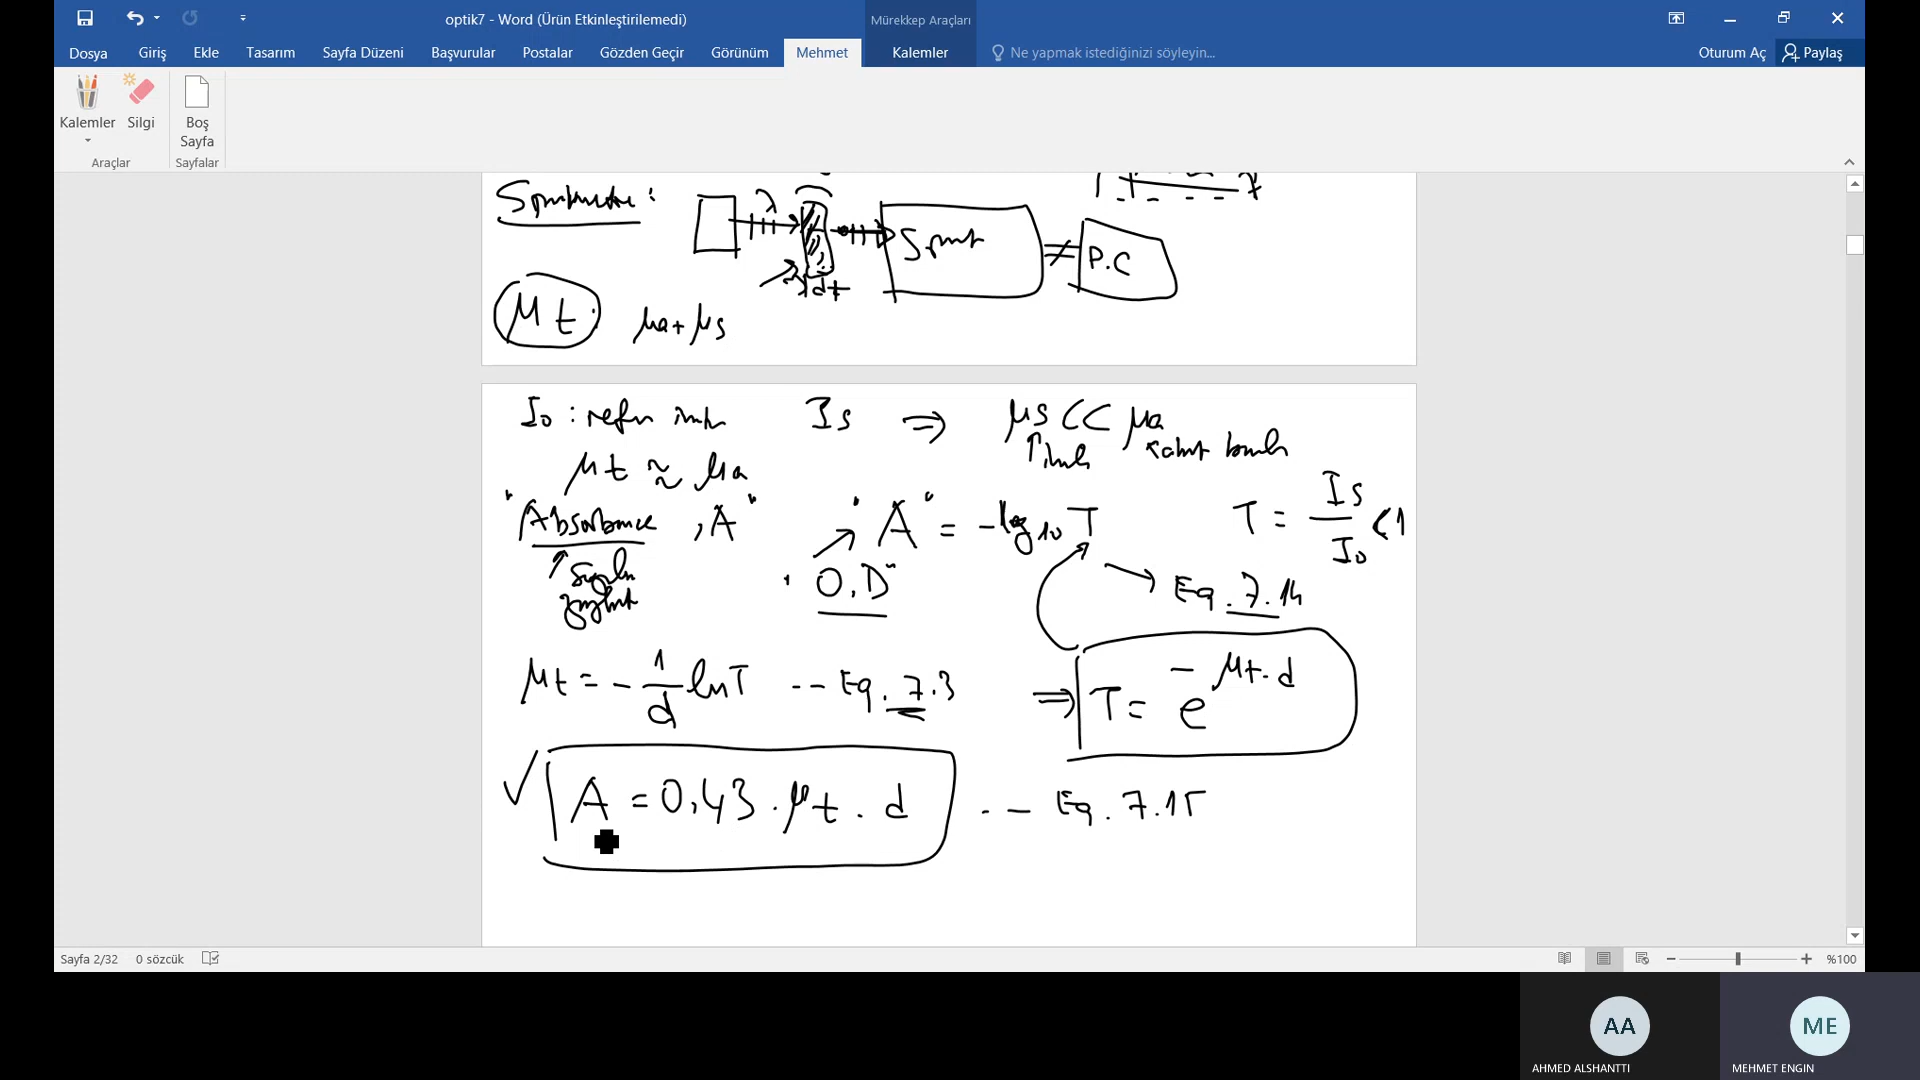 optik7 - Word (Ürün Etkinleştirilemedi)
Mürekkep Araçları
Dosya Giriş Ekle Tasarım Sayfa Düzeni Başvurular Postalar Gözden Geçir Görünüm Mehmet Kalemler Ne yapmak istediğinizi söyleyin... Oturum Aç Paylaş
Kalemler Silgi Boş Sayfa
Araçlar Sayfalar
λ
P.C
dt
μt : μa + μs
I₀ : Is ⇒ μs << μa
μt ≈ μa
"Absorbance, A" "A" = -log₁₀ T T = Is / I₀ < 1
"O.D" Eq. 7.14
μt = - 1/d lnT -- Eq. 7.3 ⇒ T = e^(-μt.d)
✓ A = 0,43 . μt . d -- Eq. 7.15
Sayfa 2/32 0 sözcük %100
AA ME
AHMED ALSHANTTI MEHMET ENGIN